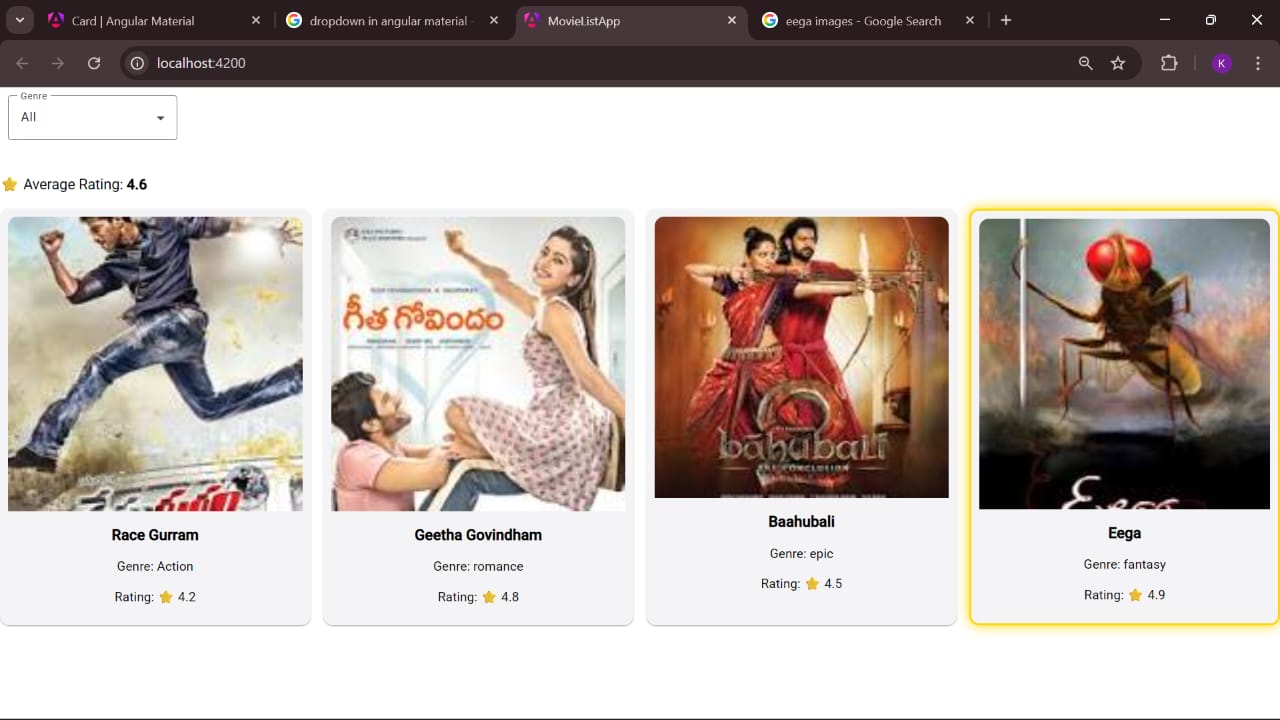 Card | Angular Material
dropdown in angular material
MovieListApp
eega images - Google Search
localhost:4200
K
Genre
All
Average Rating: 4.6
గీత గోవిందం
2
bahubali
THE CONCLUSION
Race Gurram
Genre: Action
Rating: 4.2
Geetha Govindham
Genre: romance
Rating: 4.8
Baahubali
Genre: epic
Rating: 4.5
Eega
Genre: fantasy
Rating: 4.9